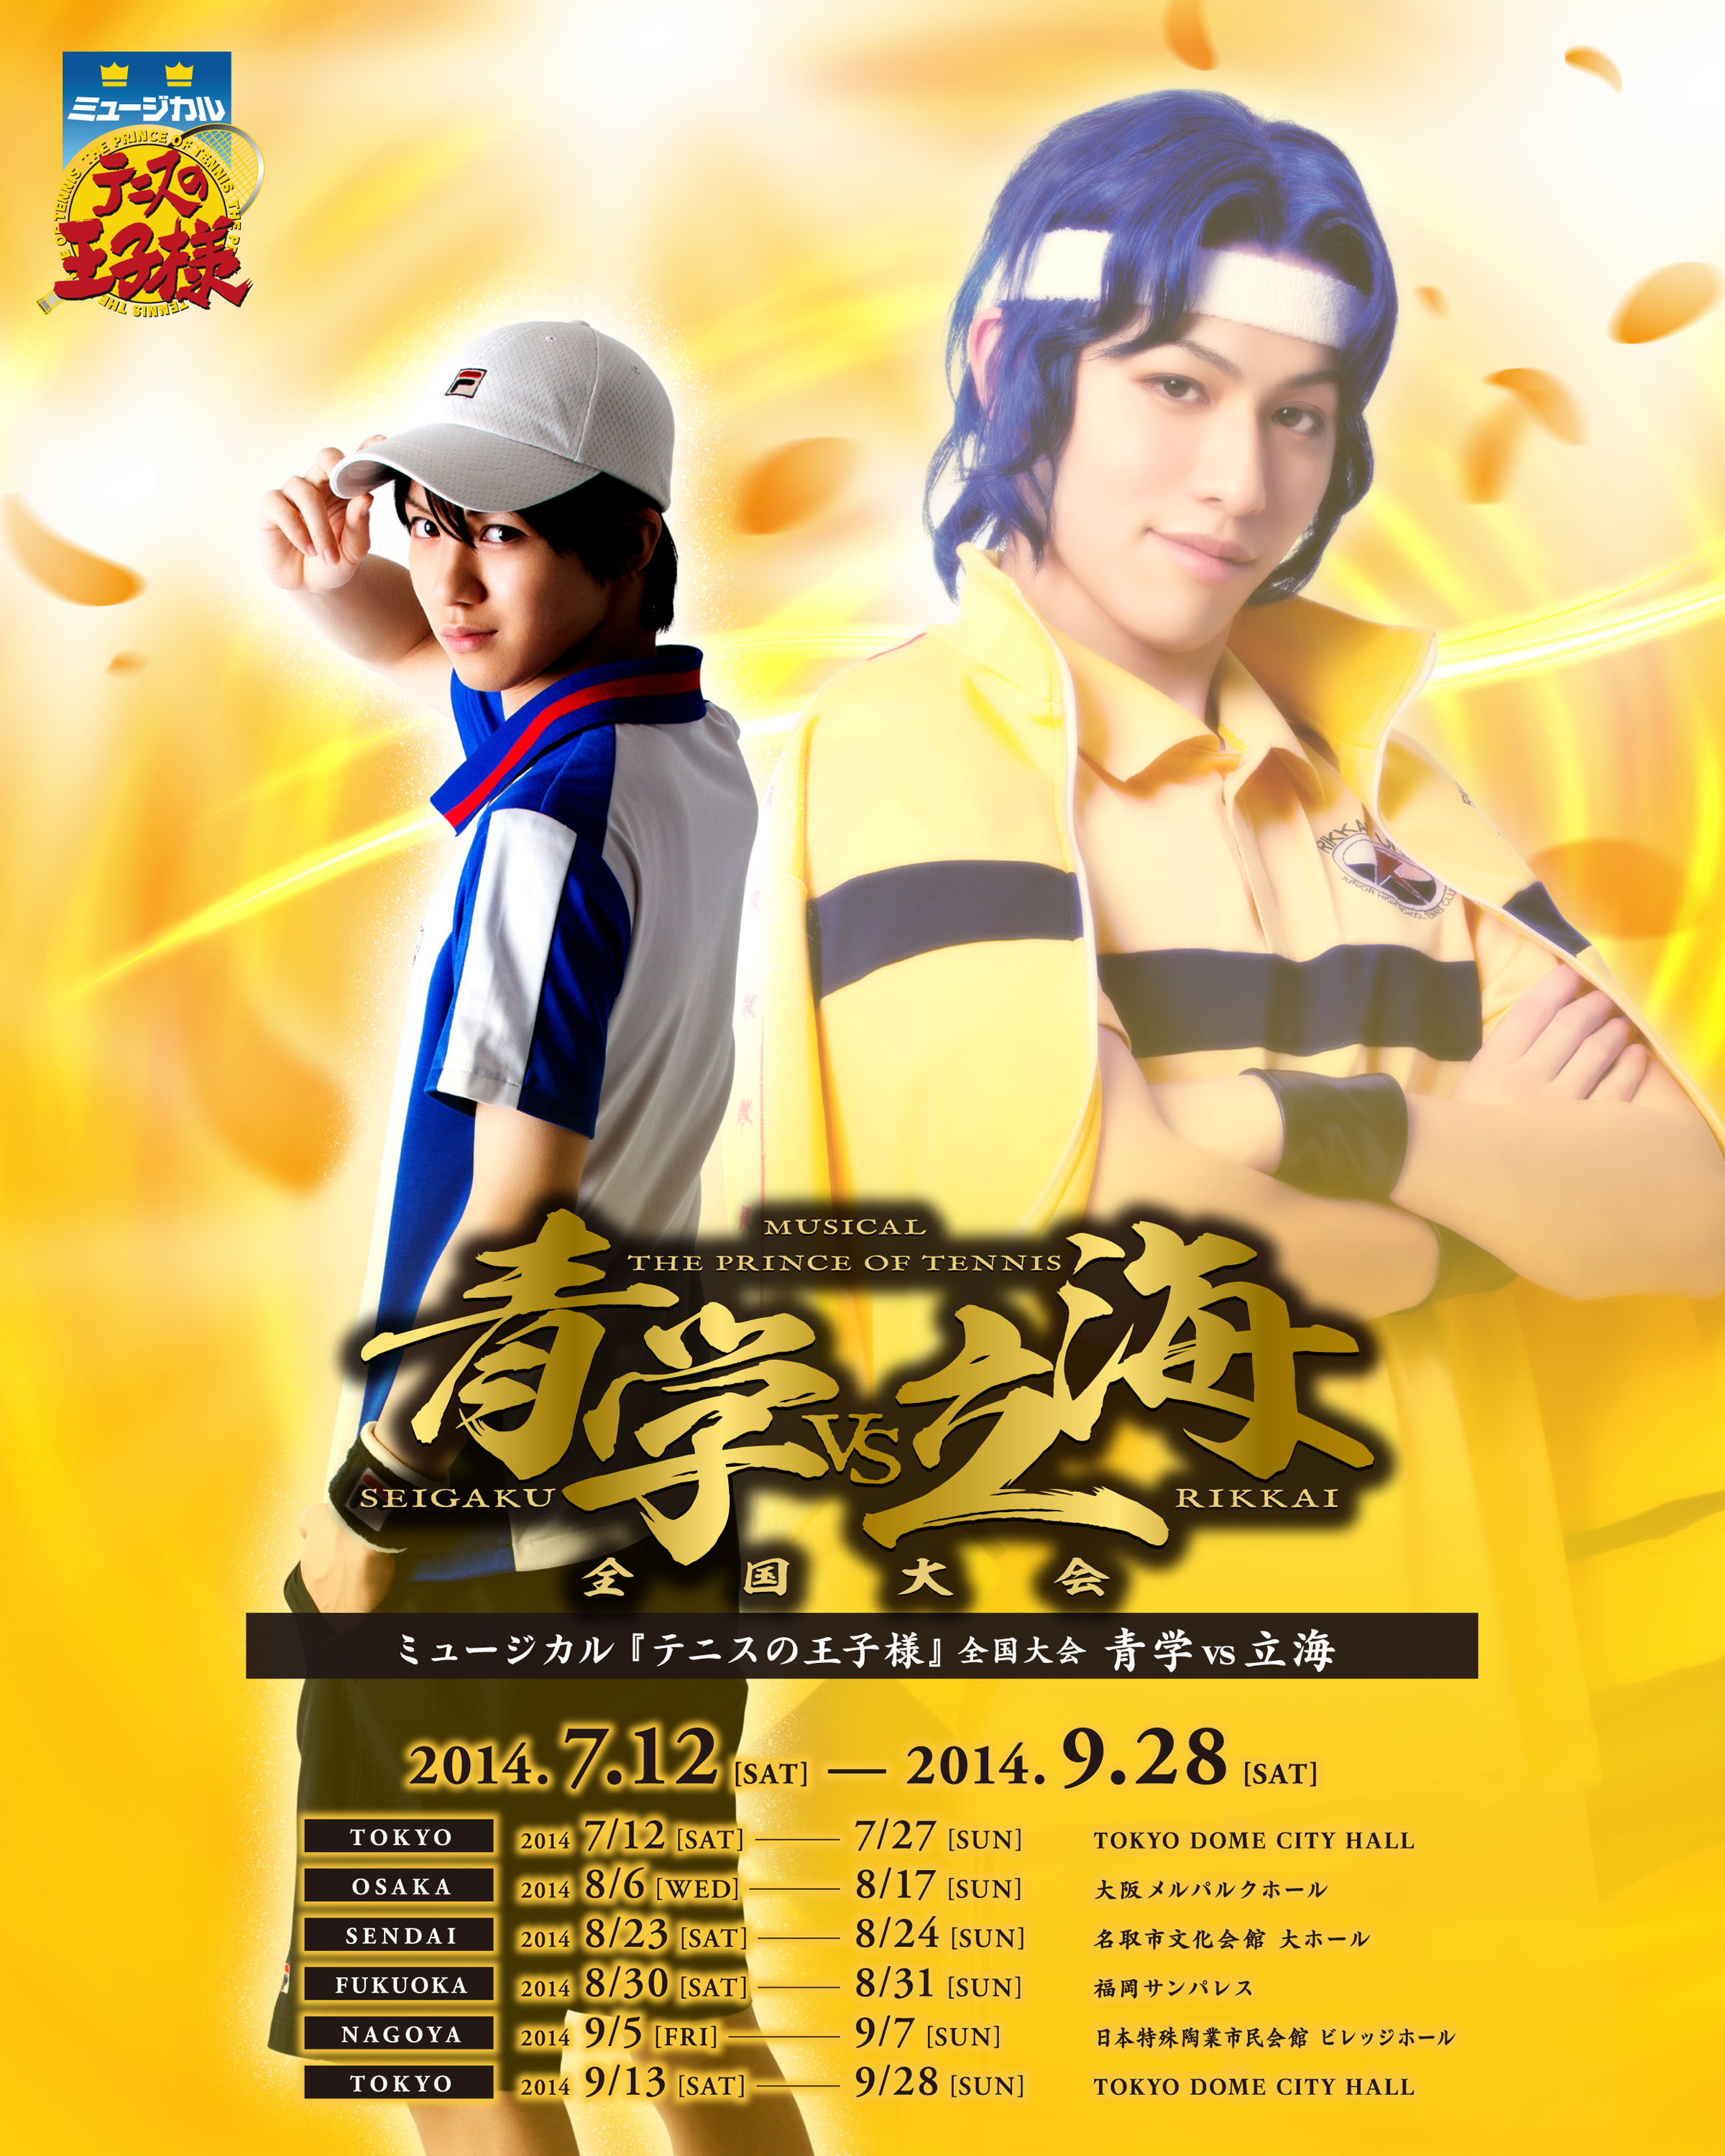 ミュージカル
THE PRINCE OF TENNIS
テニスの
王子様
RIKKAI
MUSICAL
THE PRINCE OF TENNIS
青学 VS 立海
SEIGAKU RIKKAI
全国大会
ミュージカル『テニスの王子様』全国大会 青学 vs 立海
2014.7.12 [SAT] — 2014.9.28 [SAT]
TOKYO 2014 7/12 [SAT] — 7/27 [SUN] TOKYO DOME CITY HALL
OSAKA 2014 8/6 [WED] — 8/17 [SUN] 大阪メルパルクホール
SENDAI 2014 8/23 [SAT] — 8/24 [SUN] 名取市文化会館 大ホール
FUKUOKA 2014 8/30 [SAT] — 8/31 [SUN] 福岡サンパレス
NAGOYA 2014 9/5 [FRI] — 9/7 [SUN] 日本特殊陶業市民会館 ビレッジホール
TOKYO 2014 9/13 [SAT] — 9/28 [SUN] TOKYO DOME CITY HALL